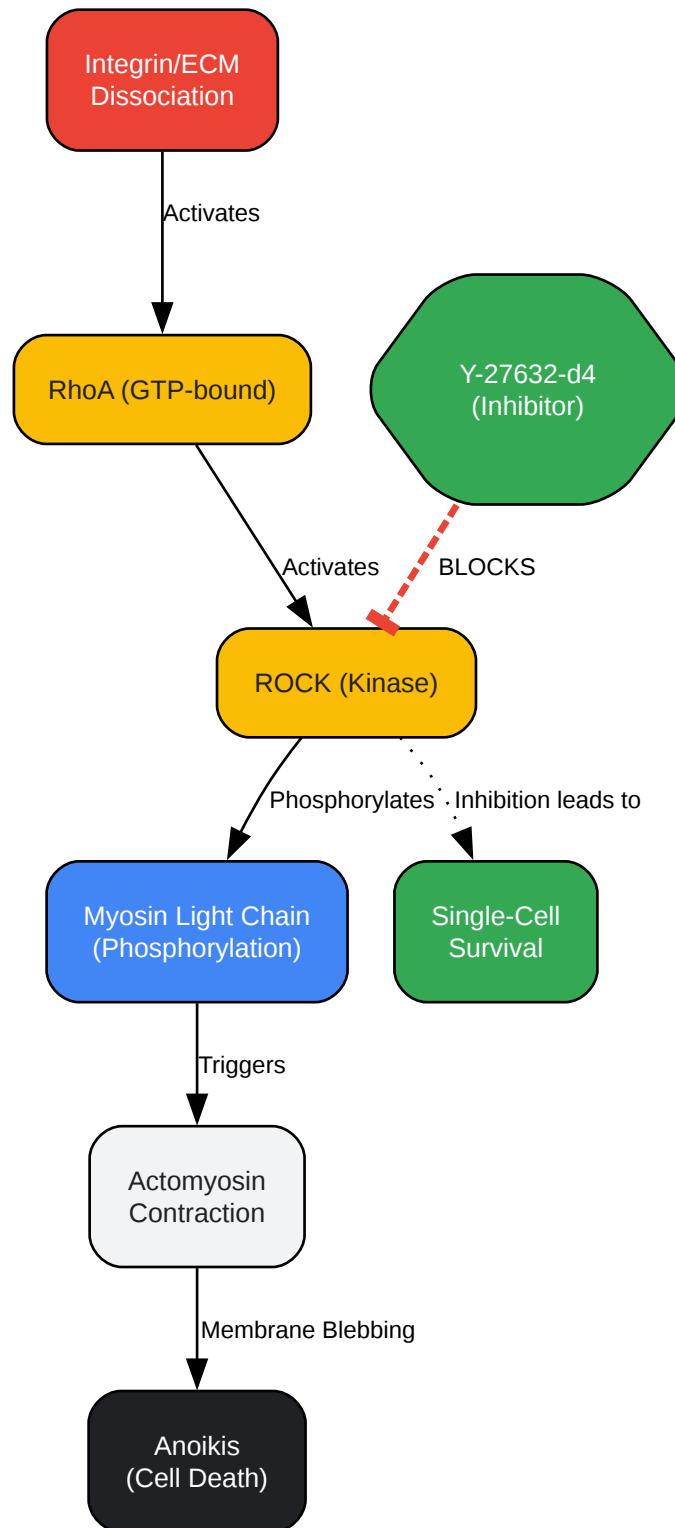 Integrin/ECM
Dissociation
Activates
RhoA (GTP-bound)
Y-27632-d4
(Inhibitor)
Activates
BLOCKS
ROCK (Kinase)
Phosphorylates
Inhibition leads to
Myosin Light Chain
(Phosphorylation)
Single-Cell
Survival
Triggers
Actomyosin
Contraction
Membrane Blebbing
Anoikis
(Cell Death)